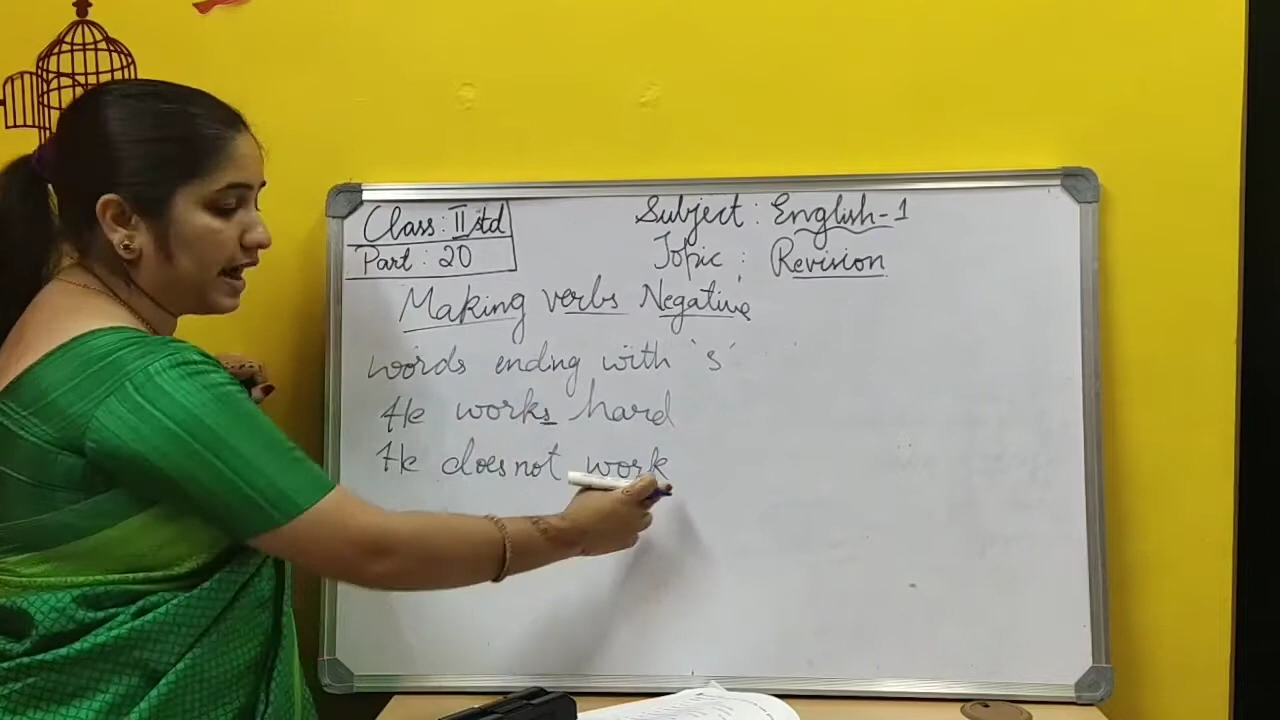 Class: II std
Part: 20
Subject: English-1
Topic: Revision
Making verbs Negative
words ending with 's'
He works hard
He does not work